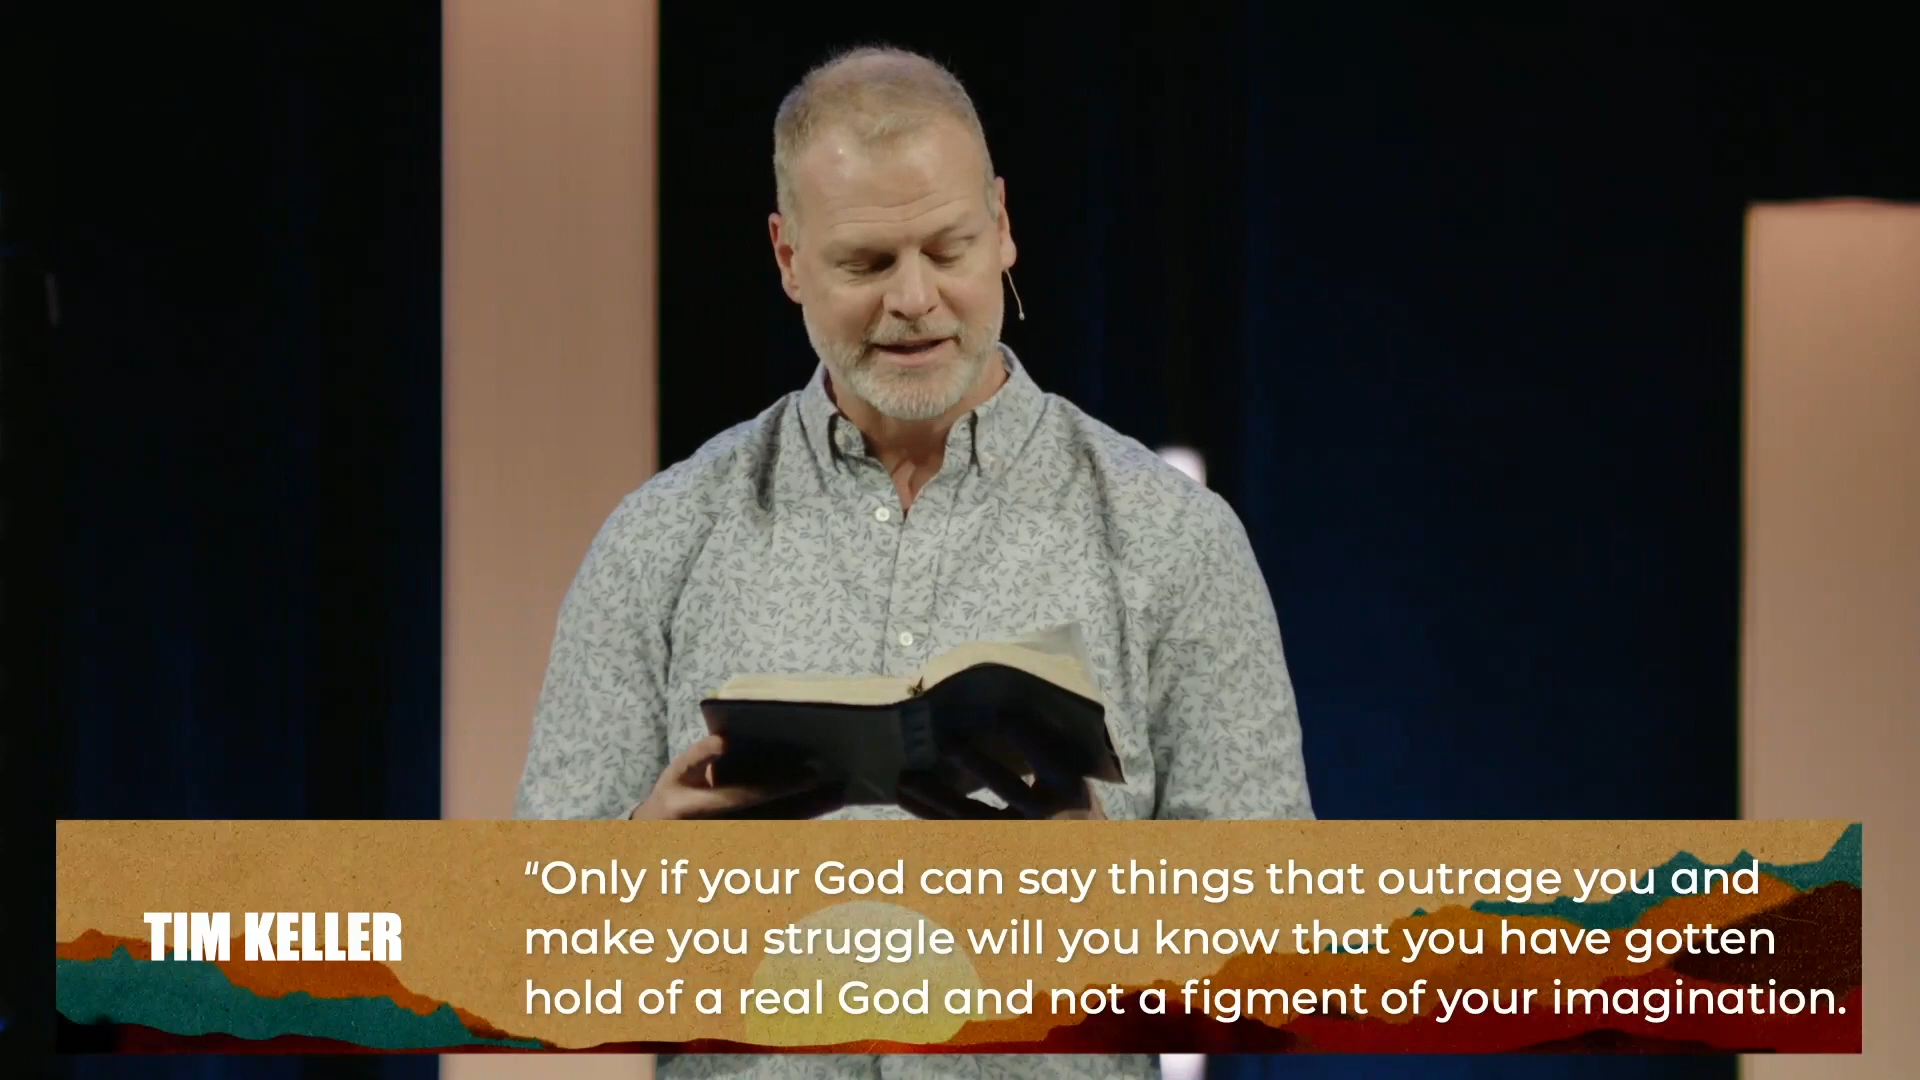 TIM KELLER
“Only if your God can say things that outrage you and
make you struggle will you know that you have gotten
hold of a real God and not a figment of your imagination.